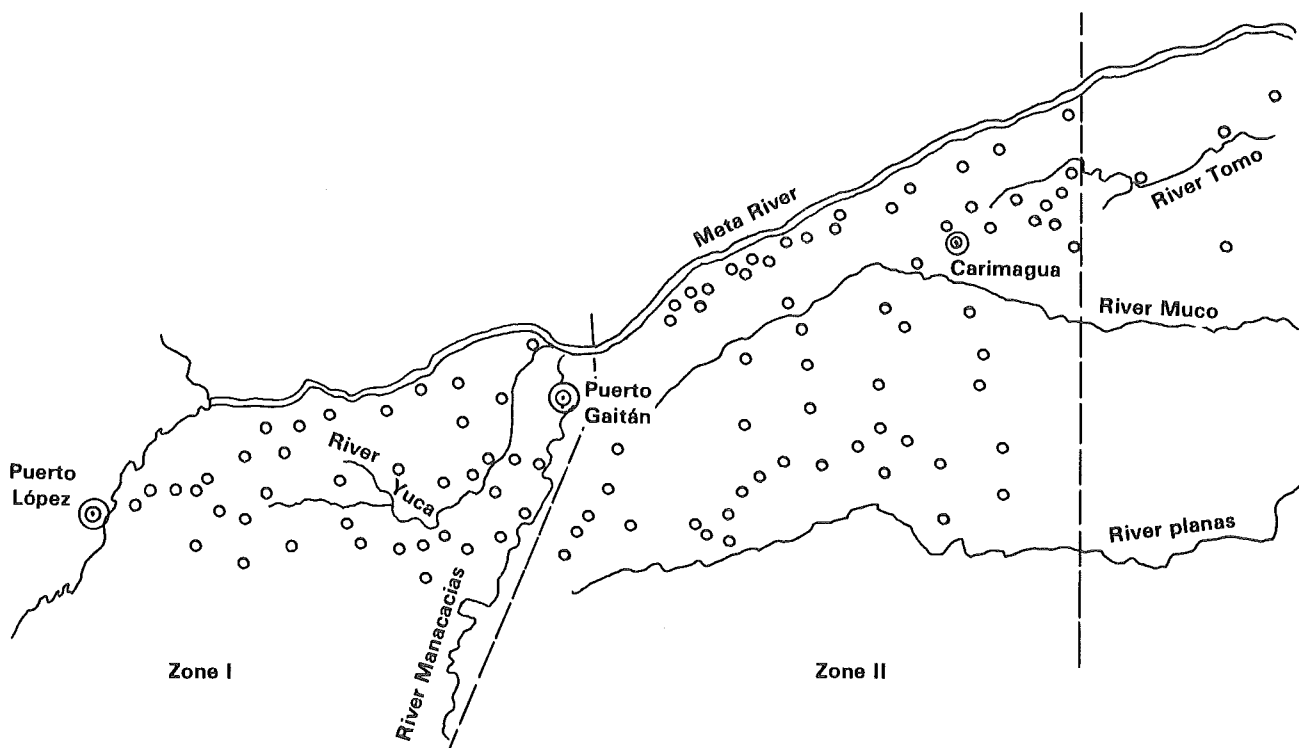 Meta River
River Tomo
Carimagua
River Muco
Puerto
Gaitán
River
Yuca
Puerto
López
River planas
River Manacacias
Zone I
Zone II